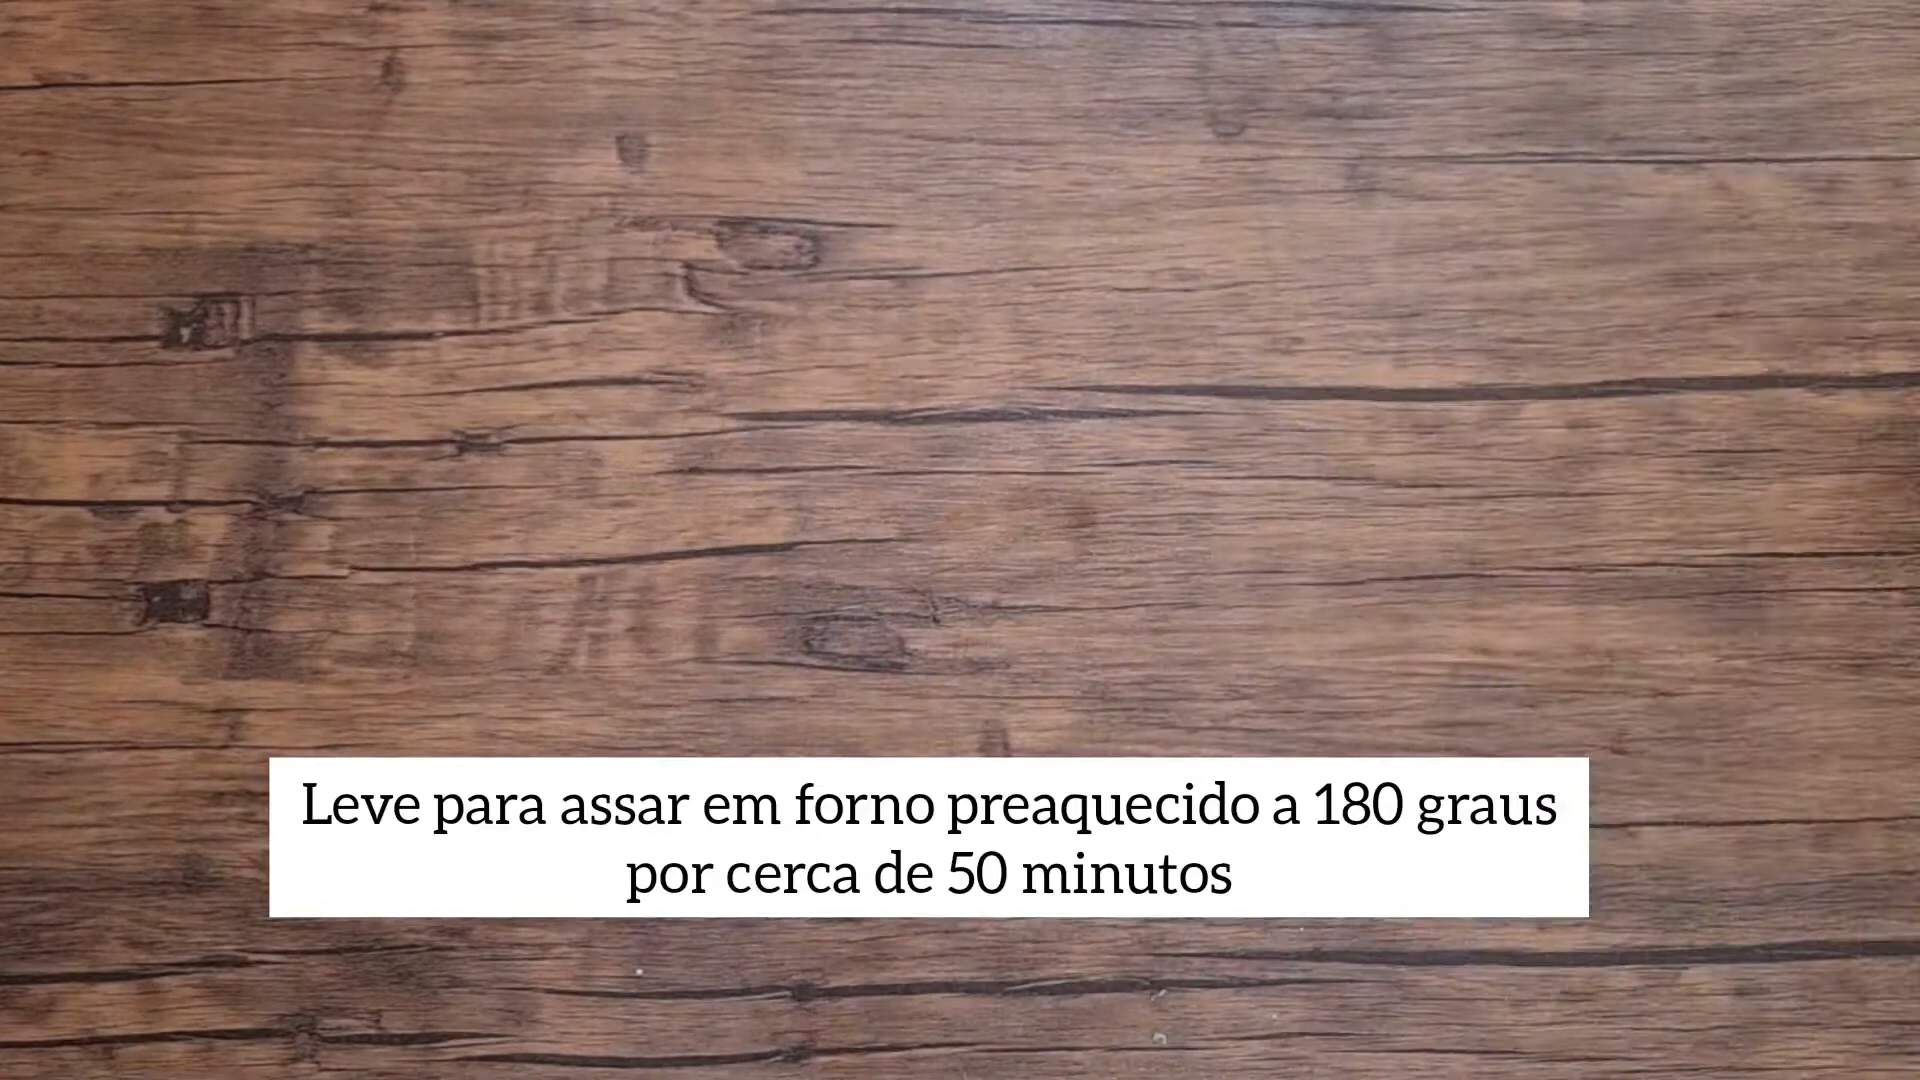 Leve para assar em forno preaquecido a 180 graus
por cerca de 50 minutos